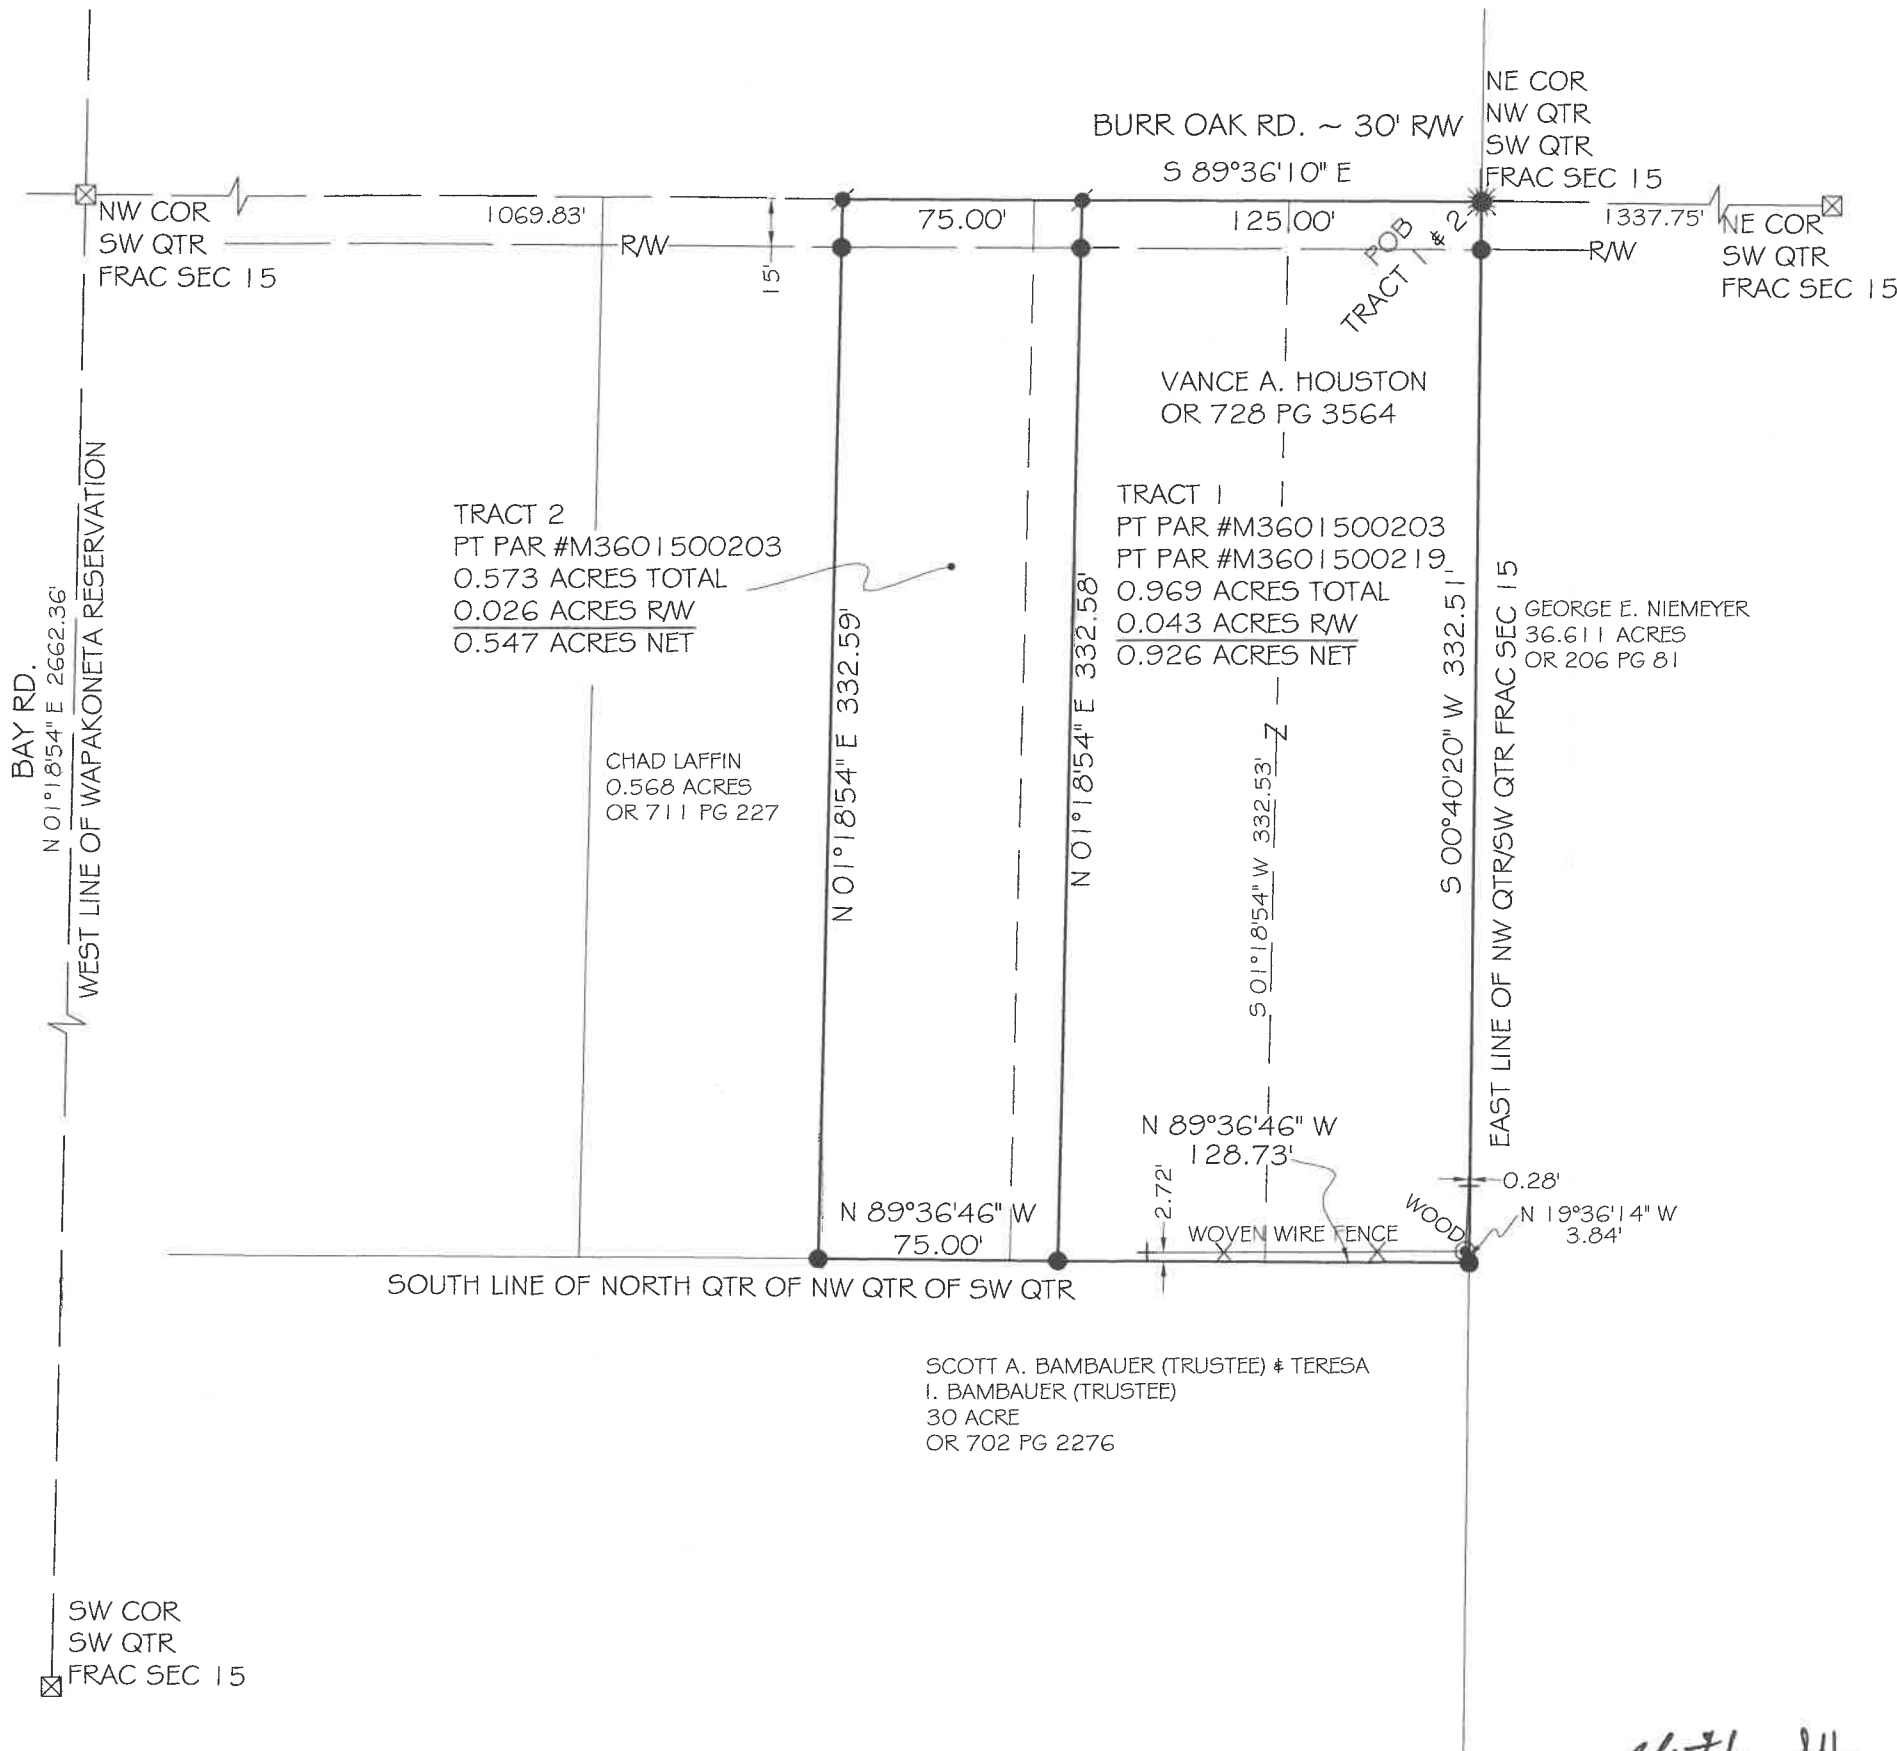 NE COR
NW QTR
SW QTR
FRAC SEC 15
BURR OAK RD. ~ 30' R/W
S 89°36'10" E
NW COR
SW QTR
FRAC SEC 15
1069.83'
75.00'
125.00'
1337.75'
NE COR
SW QTR
FRAC SEC 15
R/W
R/W
15'
POB
TRACT 1 & 2
VANCE A. HOUSTON
OR 728 PG 3564
TRACT 2
PT PAR #M3601500203
0.573 ACRES TOTAL
0.026 ACRES R/W
0.547 ACRES NET
TRACT 1
PT PAR #M3601500203
PT PAR #M3601500219
0.969 ACRES TOTAL
0.043 ACRES R/W
0.926 ACRES NET
BAY RD.
N 01°18'54" E 2662.36'
WEST LINE OF WAPAKONETA RESERVATION
CHAD LAFFIN
0.568 ACRES
OR 711 PG 227
N 01°18'54" E 332.59'
N 01°18'54" E 332.58'
S 01°18'54" W 332.53'
Z
S 00°40'20" W 332.51'
EAST LINE OF NW QTR/SW QTR FRAC SEC 15
GEORGE E. NIEMEYER
36.611 ACRES
OR 206 PG 81
N 89°36'46" W
128.73'
2.72'
0.28'
N 89°36'46" W
75.00'
WOVEN WIRE FENCE
X X
WOOD
N 19°36'14" W
3.84'
SOUTH LINE OF NORTH QTR OF NW QTR OF SW QTR
SCOTT A. BAMBAUER (TRUSTEE) & TERESA
I. BAMBAUER (TRUSTEE)
30 ACRE
OR 702 PG 2276
SW COR
SW QTR
FRAC SEC 15